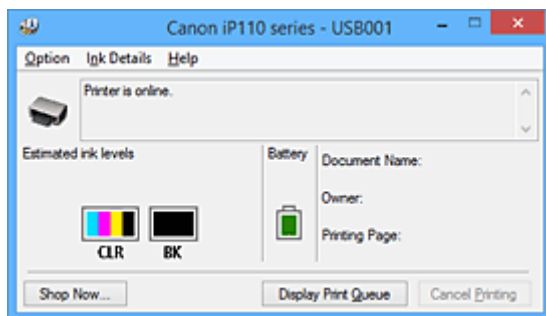 Canon iP110 series - USB001
Option Ink Details Help
Printer is online.
Estimated ink levels
Battery
Document Name:
Owner:
Printing Page:
CLR BK
Shop Now...
Display Print Queue
Cancel Printing